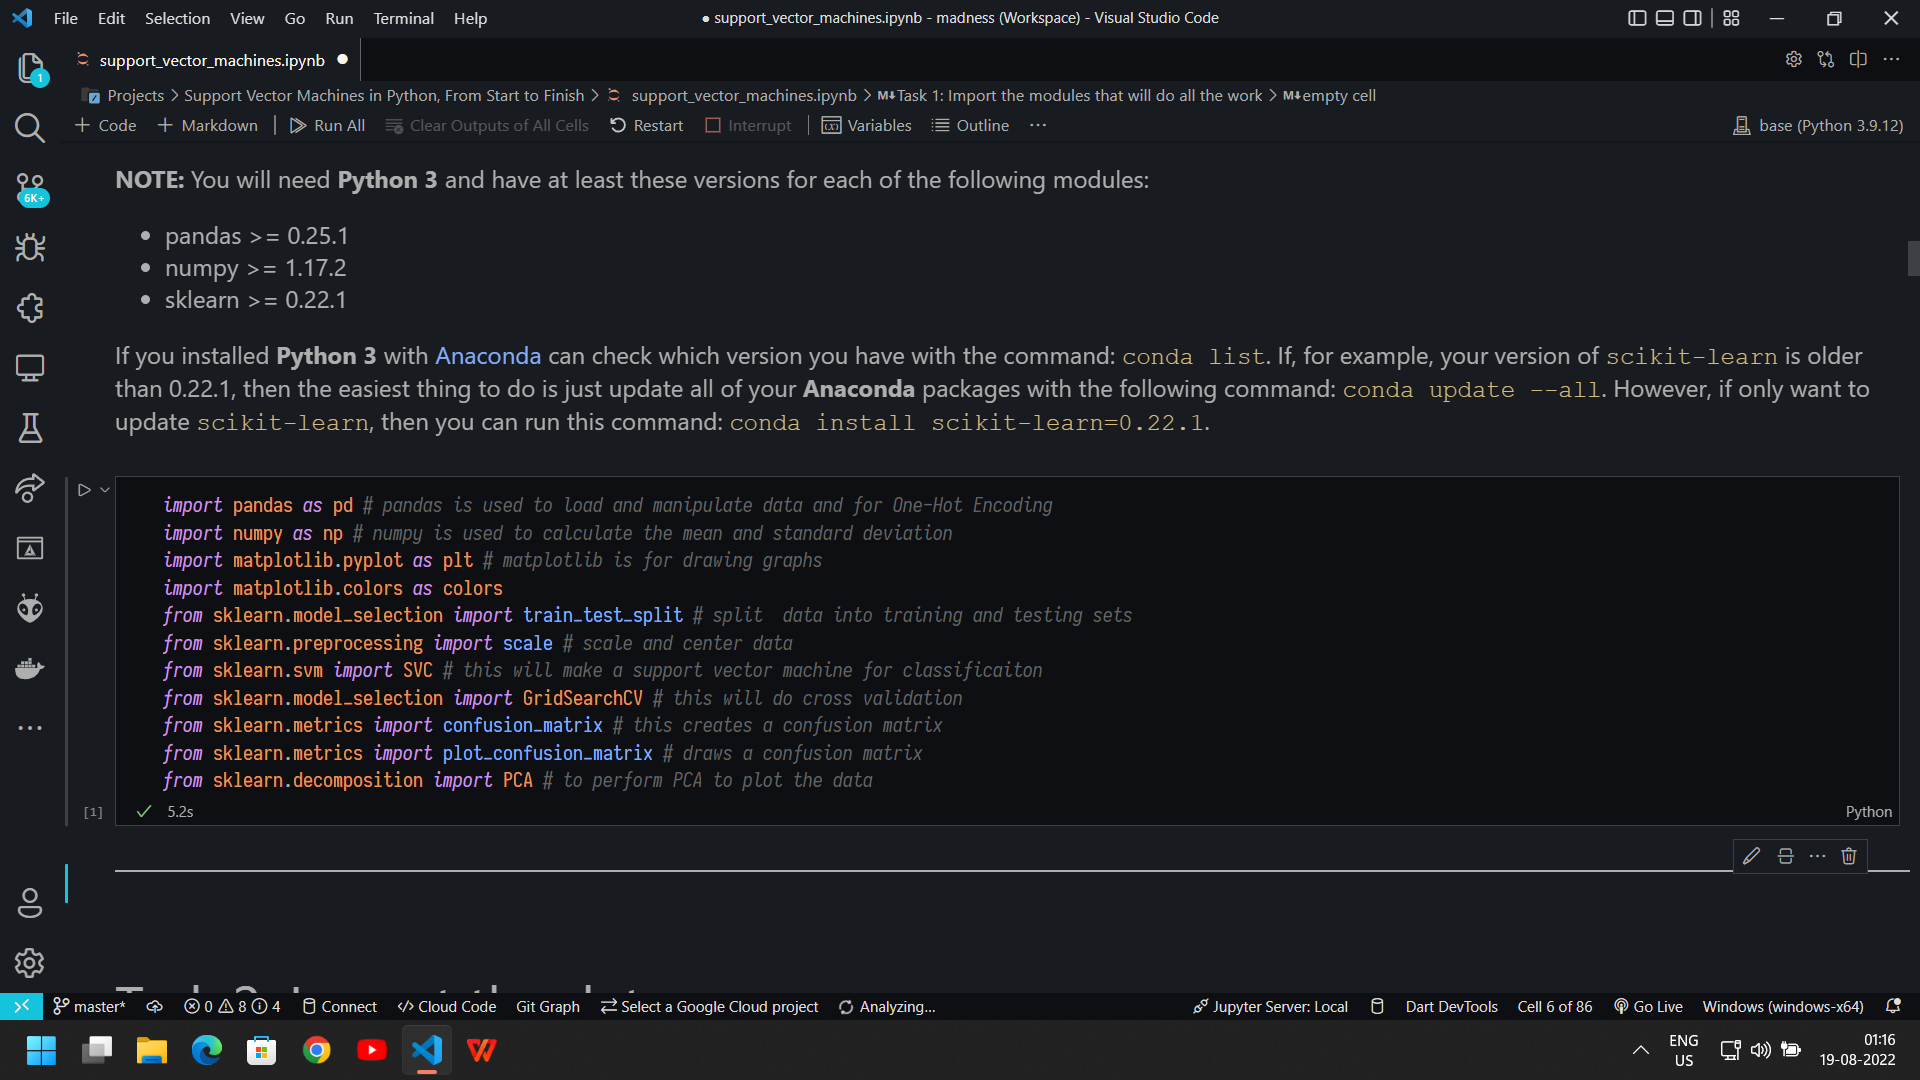 File Edit Selection View Go Run Terminal Help
● support_vector_machines.ipynb - madness (Workspace) - Visual Studio Code
support_vector_machines.ipynb
1
Projects > Support Vector Machines in Python, From Start to Finish > support_vector_machines.ipynb > M↓Task 1: Import the modules that will do all the work > M↓empty cell
+ Code + Markdown Run All Clear Outputs of All Cells Restart Interrupt Variables Outline ··· base (Python 3.9.12)
6K+
NOTE: You will need Python 3 and have at least these versions for each of the following modules:
• pandas >= 0.25.1
• numpy >= 1.17.2
• sklearn >= 0.22.1
If you installed Python 3 with Anaconda can check which version you have with the command: conda list. If, for example, your version of scikit-learn is older
than 0.22.1, then the easiest thing to do is just update all of your Anaconda packages with the following command: conda update --all. However, if only want to
update scikit-learn, then you can run this command: conda install scikit-learn=0.22.1.
import pandas as pd # pandas is used to load and manipulate data and for One-Hot Encoding
import numpy as np # numpy is used to calculate the mean and standard deviation
import matplotlib.pyplot as plt # matplotlib is for drawing graphs
import matplotlib.colors as colors
from sklearn.model_selection import train_test_split # split  data into training and testing sets
from sklearn.preprocessing import scale # scale and center data
from sklearn.svm import SVC # this will make a support vector machine for classificaiton
from sklearn.model_selection import GridSearchCV # this will do cross validation
from sklearn.metrics import confusion_matrix # this creates a confusion matrix
from sklearn.metrics import plot_confusion_matrix # draws a confusion matrix
from sklearn.decomposition import PCA # to perform PCA to plot the data
[1] ✓ 5.2s Python
master* 0 8 4 Connect Cloud Code Git Graph Select a Google Cloud project Analyzing... Jupyter Server: Local Dart DevTools Cell 6 of 86 Go Live Windows (windows-x64)
ENG
US
01:16
19-08-2022